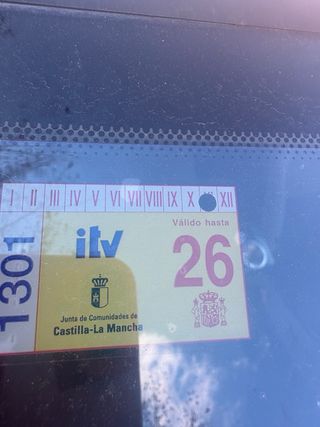 I II III IV V VI VII VIII IX X XII
1301
itv
Válido hasta
26
Junta de Comunidades de
Castilla-La Mancha